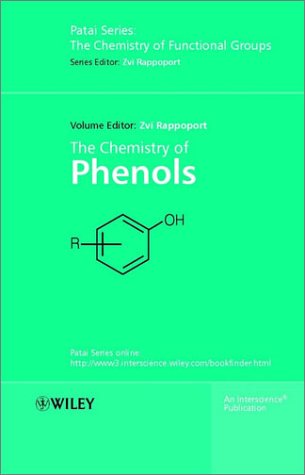 Patai Series:
The Chemistry of Functional Groups
Series Editor: Zvi Rappoport
Volume Editor: Zvi Rappoport
The Chemistry of
Phenols
OH
R
Patai Series online:
http://www3.interscience.wiley.com/bookfinder.html
WILEY
An Interscience®
Publication